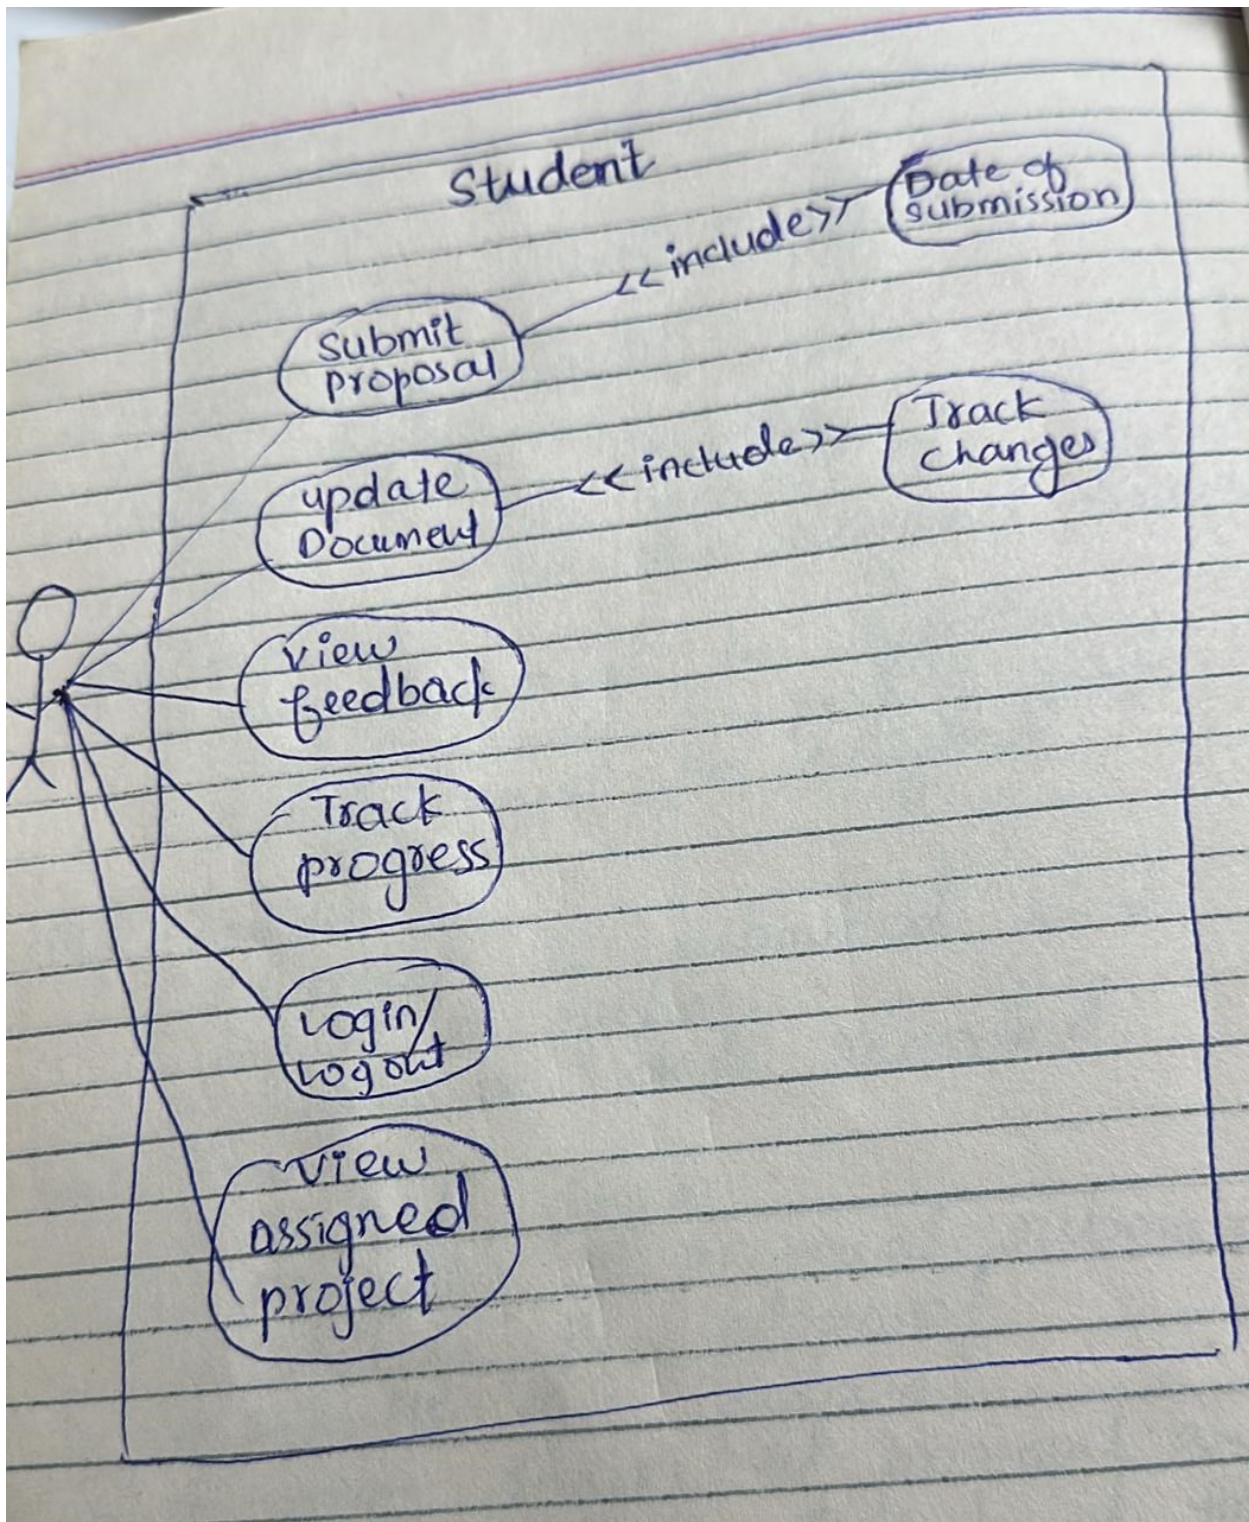 Student
Date of
submission
<<include>>
Submit
proposal
Track
changes
<<include>>
update
Document
view
feedback
Track
progress
Login/
Logout
view
assigned
project